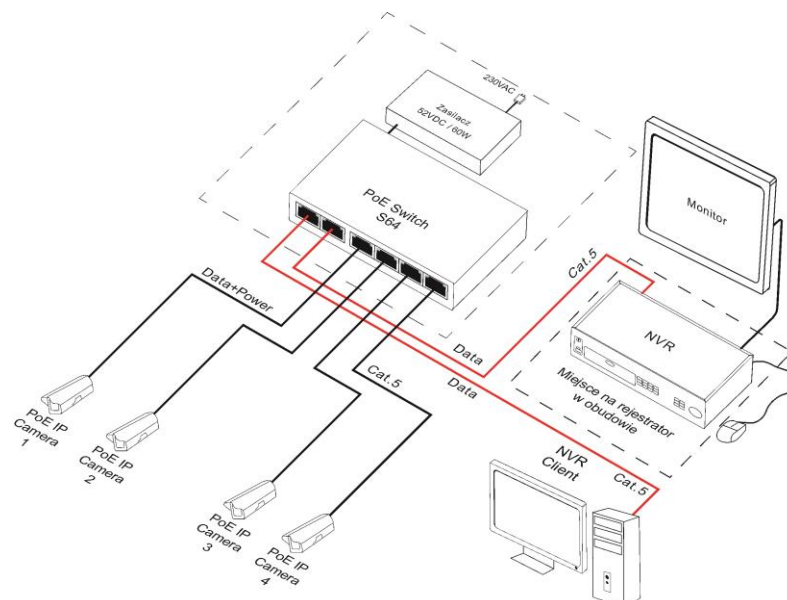 230VAC
Zasilacz
52VDC / 60W
PoE Switch
S64
Monitor
Cat.5
NVR
Data+Power
Data
Data
Miejsce na rejestrator
w obudowie
Cat.5
PoE IP
Camera
1
PoE IP
Camera
2
NVR
Client
Cat.5
PoE IP
Camera
3
PoE IP
Camera
4